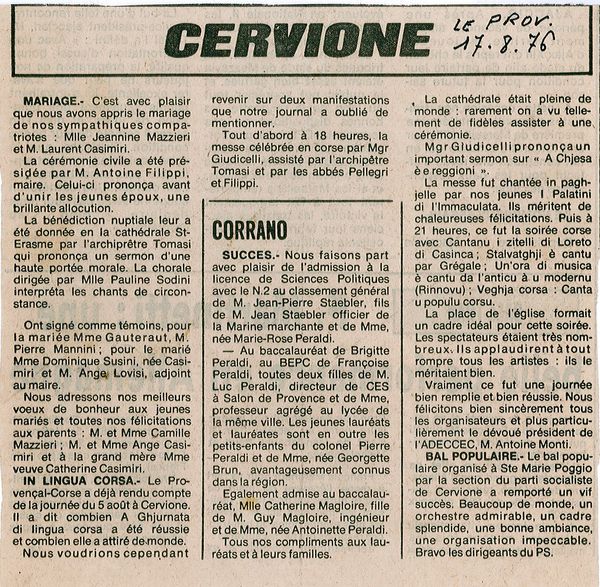 CERVIONE
LE PROV.
17.8.76
MARIAGE.- C'est avec plaisir
que nous avons appris le mariage
de nos sympathiques compa-
triotes : Mlle Jeannine Mazzieri
et M. Laurent Casimiri.
La cérémonie civile a été pré-
sidée par M. Antoine Filippi,
maire. Celui-ci prononça avant
d'unir les jeunes époux, une
brillante allocution.
La bénediction nuptiale leur a
été donnée en la cathédrale St-
Erasme par l'archipêtre Tomasi
qui prononça un sermon d'une
haute portée morale. La chorale
dirigée par Mlle Pauline Sodini
interpréta les chants de circon-
stance.
Ont signé comme témoins, pour
la mariée Mme Gauteraut, M.
Pierre Mannini ; pour le marié
Mme Dominique Susini, née Casi-
miri et M. Ange Lovisi, adjoint
au maire.
Nous adressons nos meilleurs
voeux de bonheur aux jeunes
mariés et toutes nos félicitations
aux parents : M. et Mme Camille
Mazzieri ; M. et Mme Ange Casi-
miri et à la grand mère Mme
veuve Catherine Casimiri.
IN LINGUA CORSA.- Le Pro-
vençal-Corse a déjà rendu compte
de la journée du 5 août à Cervione.
Il a dit combien A Ghjurnata
di lingua corsa a été réussie
et combien elle a attiré de monde.
Nous voudrions cependant
revenir sur deux manifestations
que notre journal a oublié de
mentionner.
Tout d'abord à 18 heures, la
messe célébrée en corse par Mgr
Giudicelli, assisté par l'archipêtre
Tomasi et par les abbés Pellegri
et Filippi.
CORRANO
SUCCES.- Nous faisons part
avec plaisir de l'admission à la
licence de Sciences Politiques
avec le N.2 au classement général
de M. Jean-Pierre Staebler, fils
de M. Jean Staebler officier de
la Marine marchante et de Mme,
née Marie-Rose Peraldi.
— Au baccalauréat de Brigitte
Peraldi, au BEPC de Françoise
Peraldi, toutes deux filles de M.
Luc Peraldi, directeur de CES
à Salon de Provence et de Mme,
professeur agrégé au lycée de
la même ville. Les jeunes lauréats
et lauréates sont en outre les
petits-enfants du colonel Pierre
Peraldi et de Mme, née Georgette
Brun, avantageusement connus
dans la région.
Egalement admise au baccalau-
réat, Mlle Catherine Magloire, fille
de M. Guy Magloire, ingénieur
et de Mme, née Antoinette Peraldi.
Tous nos compliments aux lau-
réats et à leurs familles.
La cathédrale était pleine de
monde : rarement on a vu telle-
ment de fidèles assister à une
cérémonie.
Mgr Giudicelli prononça un
important sermon sur « A Chjesa
è e reggioni ».
La messe fut chantée in pagh-
jelle par nos jeunes I Palatini
di l'Immaculata. Ils méritent de
chaleureuses félicitations. Puis à
21 heures, ce fut la soirée corse
avec Cantanu i zitelli di Loreto
di Casinca ; Stalvatghji è cantu
par Grégale ; Un'ora di musica
è cantu da l'anticu à u modernu
(Rinnovu) ; Veghja corsa : Canta
u populu corsu.
La place de l'église formait
un cadre idéal pour cette soirée.
Les spectateurs étaient très nom-
breux. Ils applaudirent à tout
rompre tous les artistes : ils le
méritaient bien.
Vraiment ce fut une journée
bien remplie et bien réussie. Nous
félicitons bien sincèrement tous
les organisateurs et plus particu-
lièrement le dévoué président de
l'ADECCEC, M. Antoine Monti.
BAL POPULAIRE.- Le bal popu-
laire organisé à Ste Marie Poggio
par la section du parti socialiste
de Cervione a remporté un vif
succès. Beaucoup de monde, un
orchestre admirable, un cadre
splendide, une bonne ambiance,
une organisation impeccable.
Bravo les dirigeants du PS.